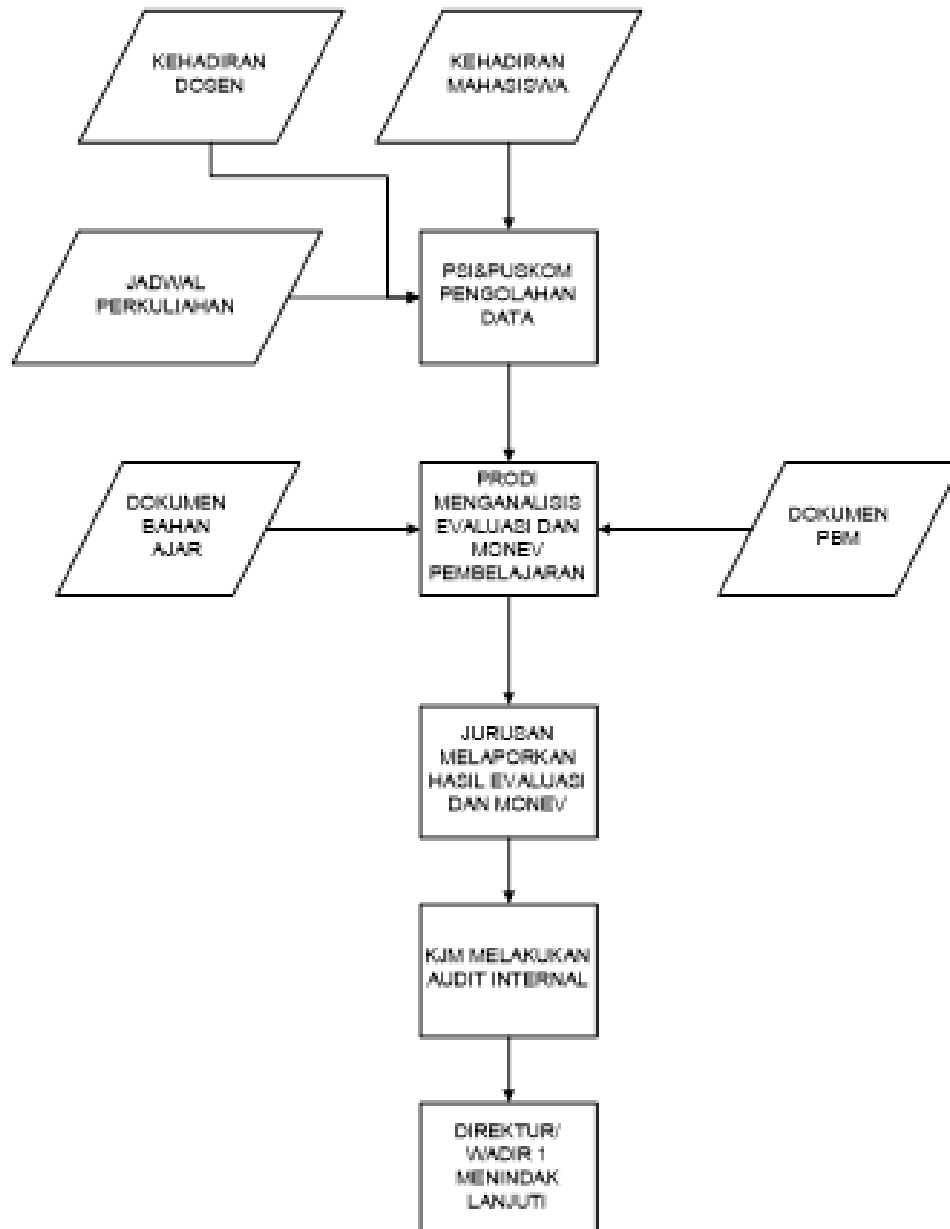 KEHADIRAN
DOSEN
KEHADIRAN
MAHASISWA
JADWAL
PERKULIAHAN
PSI&PUSKOM
PENGOLAHAN
DATA
DOKUMEN
BAHAN
AJAR
PRODI
MENGANALISIS
EVALUASI DAN
MONEV
PEMBELAJARAN
DOKUMEN
PBM
JURUSAN
MELAPORKAN
HASIL EVALUASI
DAN MONEV
KJM MELAKUKAN
AUDIT INTERNAL
DIREKTUR/
WADIR 1
MENINDAK
LANJUTI